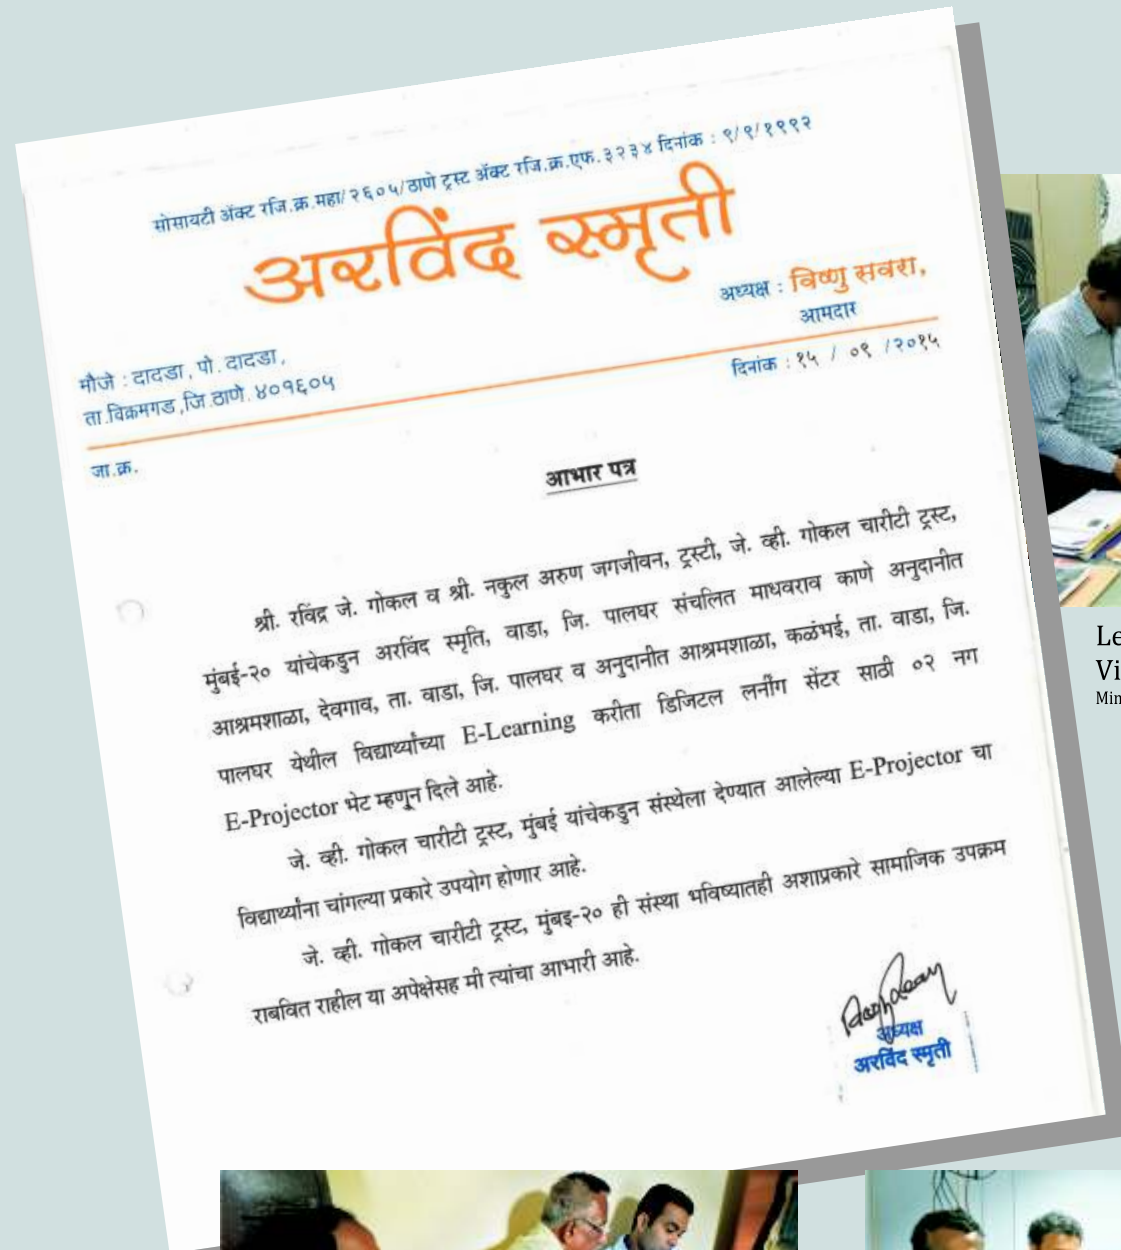 सोसायटी ॲक्ट रजि.क्र.महा/२६०५/ठाणे ट्रस्ट ॲक्ट रजि.क्र.एफ.३२३४ दिनांक : ९/९/१९९२
अरविंद स्मृती
अध्यक्ष : विष्णु सवरा,
आमदार
मौजे : दादडा, पो. दादडा,
ता.विक्रमगड,जि.ठाणे. ४०१६०५
दिनांक : १५ / ०९ /२०१५
जा.क्र.
आभार पत्र
श्री. रविंद्र जे. गोकल व श्री. नकुल अरुण जगजीवन, ट्रस्टी, जे. व्ही. गोकल चारीटी ट्रस्ट,
मुंबई-२० यांचेकडुन अरविंद स्मृति, वाडा, जि. पालघर संचलित माधवराव काणे अनुदानीत
आश्रमशाळा, देवगाव, ता. वाडा, जि. पालघर व अनुदानीत आश्रमशाळा, कळंभई, ता. वाडा, जि.
पालघर येथील विद्यार्थ्यांच्या E-Learning करीता डिजिटल लर्नींग सेंटर साठी ०२ नग
E-Projector भेट म्हणून दिले आहे.
जे. व्ही. गोकल चारीटी ट्रस्ट, मुंबई यांचेकडुन संस्थेला देण्यात आलेल्या E-Projector चा
विद्यार्थ्यांना चांगल्या प्रकारे उपयोग होणार आहे.
जे. व्ही. गोकल चारीटी ट्रस्ट, मुंबइ-२० ही संस्था भविष्यातही अशाप्रकारे सामाजिक उपक्रम
राबवित राहील या अपेक्षेसह मी त्यांचा आभारी आहे.
अध्यक्ष
अरविंद स्मृती
Le
Vi
Min